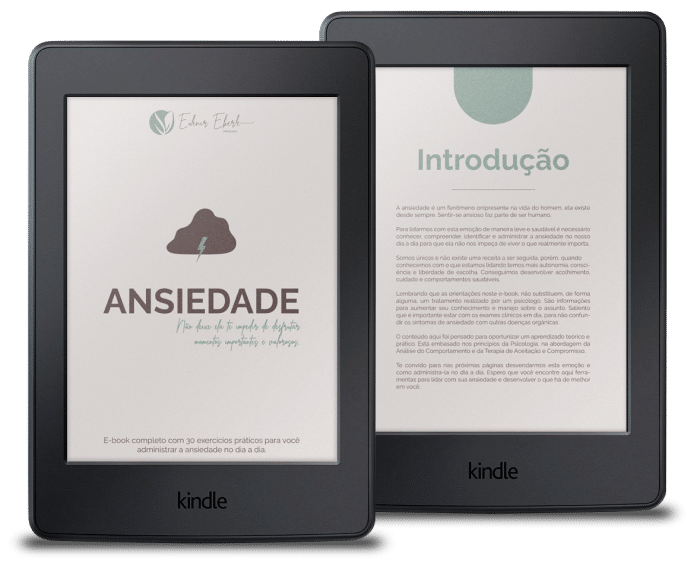 ANSIEDADE
Não deixe ela te impedir de desfrutar
momentos importantes e valorosos.
E-book completo com 30 exercícios práticos para você
administrar a ansiedade no dia a dia.
kindle
Introdução
A ansiedade é um fenômeno onipresente na vida do homem, ela existe
desde sempre. Sentir-se ansioso faz parte de ser humano.
Para lidarmos com esta emoção de maneira leve e saudável é necessário
conhecer, compreender, identificar e administrar a ansiedade no nosso
dia a dia para que ela não nos impeça de viver o que realmente importa.
Somos únicos e não existe uma receita a ser seguida, porém, quando
conhecemos com o que estamos lidando temos mais autonomia, consci-
ência e liberdade de escolha. Conseguimos desenvolver acolhimento,
cuidado e comportamentos saudáveis.
Lembrando que as orientações neste e-book, não substituem, de forma
alguma, um tratamento realizado por um psicólogo. São informações
para aumentar seu conhecimento e manejo sobre o assunto. Saliento
que é importante estar com os exames clínicos em dia, para não confun-
dir os sintomas de ansiedade com outras doenças orgânicas.
O conteúdo aqui foi pensado para oportunizar um aprendizado teórico e
prático. Está embasado nos princípios da Psicologia, na abordagem da
Análise do Comportamento e da Terapia de Aceitação e Compromisso.
Te convido para nas próximas páginas desvendarmos esta emoção e
como administra-la no dia a dia. Espero que você encontre aqui ferra-
mentas para lidar com sua ansiedade e desenvolver o que há de melhor
em você.
kindle